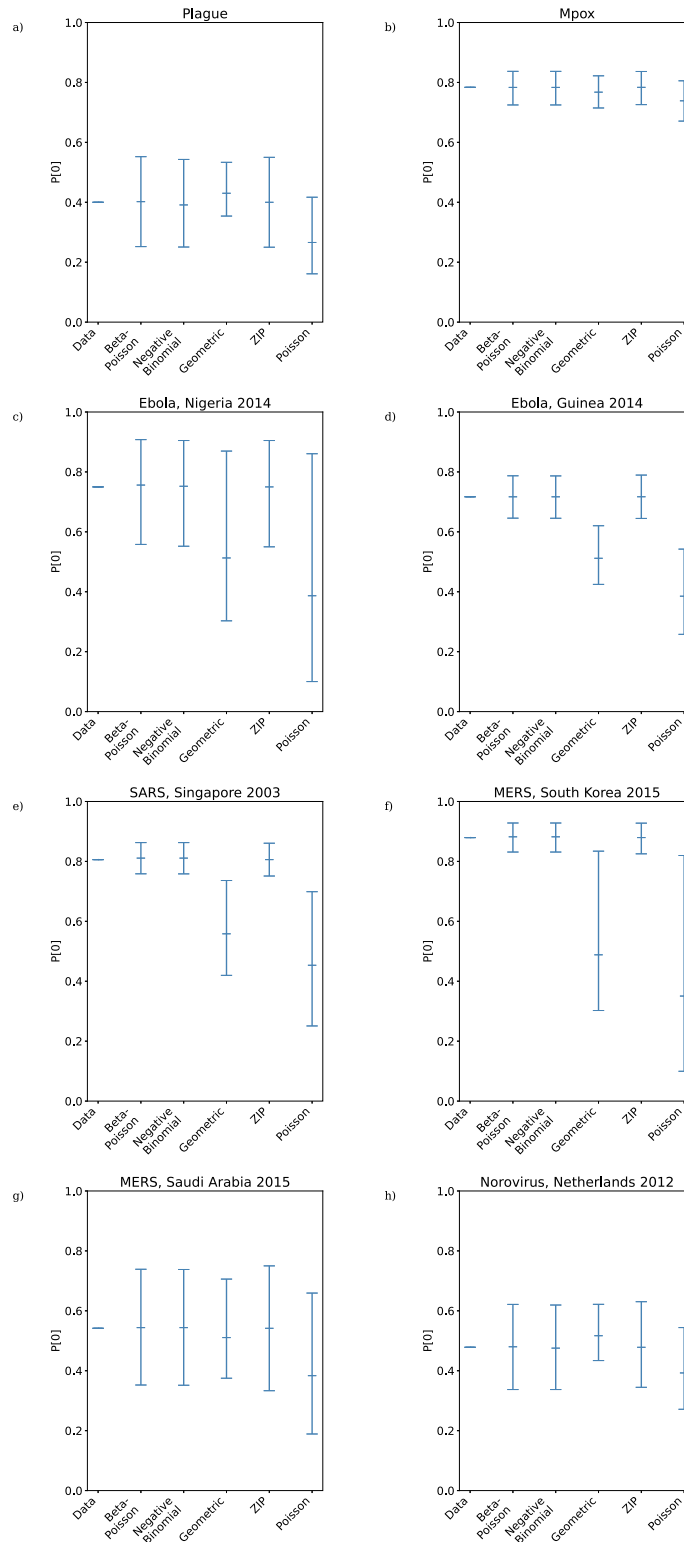 a)
Plague
1.0
0.8
0.6
0.4
0.2
0.0
P[0]
Data
Beta-
Poisson
Negative
Binomial
Geometric
ZIP
Poisson
b)
Mpox
1.0
0.8
0.6
0.4
0.2
0.0
P[0]
Data
Beta-
Poisson
Negative
Binomial
Geometric
ZIP
Poisson
c)
Ebola, Nigeria 2014
1.0
0.8
0.6
0.4
0.2
0.0
P[0]
Data
Beta-
Poisson
Negative
Binomial
Geometric
ZIP
Poisson
d)
Ebola, Guinea 2014
1.0
0.8
0.6
0.4
0.2
0.0
P[0]
Data
Beta-
Poisson
Negative
Binomial
Geometric
ZIP
Poisson
e)
SARS, Singapore 2003
1.0
0.8
0.6
0.4
0.2
0.0
P[0]
Data
Beta-
Poisson
Negative
Binomial
Geometric
ZIP
Poisson
f)
MERS, South Korea 2015
1.0
0.8
0.6
0.4
0.2
0.0
P[0]
Data
Beta-
Poisson
Negative
Binomial
Geometric
ZIP
Poisson
g)
MERS, Saudi Arabia 2015
1.0
0.8
0.6
0.4
0.2
0.0
P[0]
Data
Beta-
Poisson
Negative
Binomial
Geometric
ZIP
Poisson
h)
Norovirus, Netherlands 2012
1.0
0.8
0.6
0.4
0.2
0.0
P[0]
Data
Beta-
Poisson
Negative
Binomial
Geometric
ZIP
Poisson